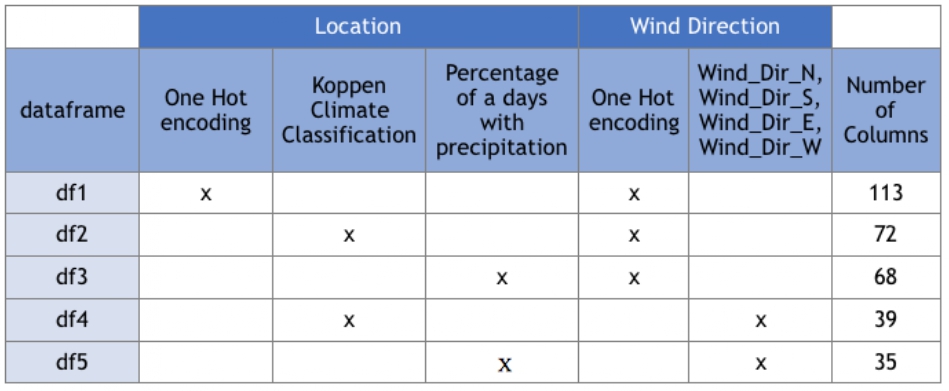 Location Wind Direction
dataframe One Hot encoding Koppen Climate Classification Percentage of a days with precipitation One Hot encoding Wind_Dir_N, Wind_Dir_S, Wind_Dir_E, Wind_Dir_W Number of Columns
df1 x x 113
df2 x x 72
df3 x x 68
df4 x x 39
df5 x x 35